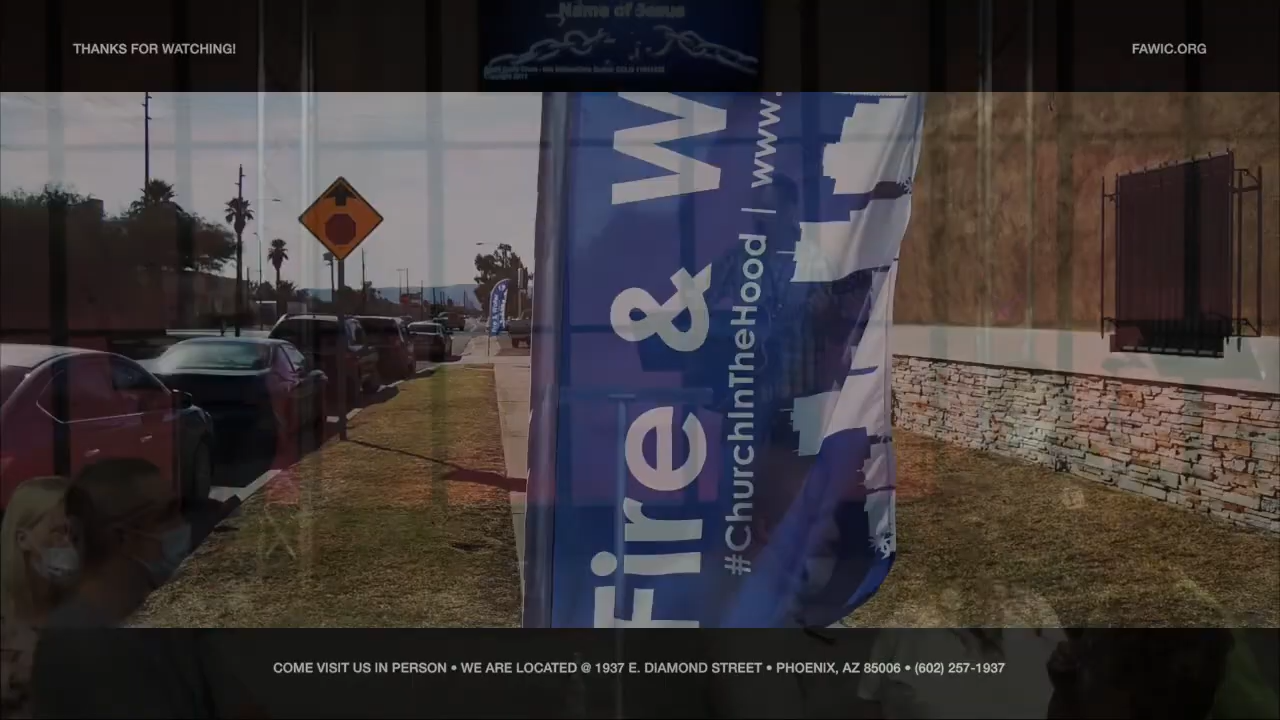 Name of Jesus
THANKS FOR WATCHING!
FAWIC.ORG
Fire & W
#ChurchInTheHood | www.
COME VISIT US IN PERSON • WE ARE LOCATED @ 1937 E. DIAMOND STREET • PHOENIX, AZ 85006 • (602) 257-1937